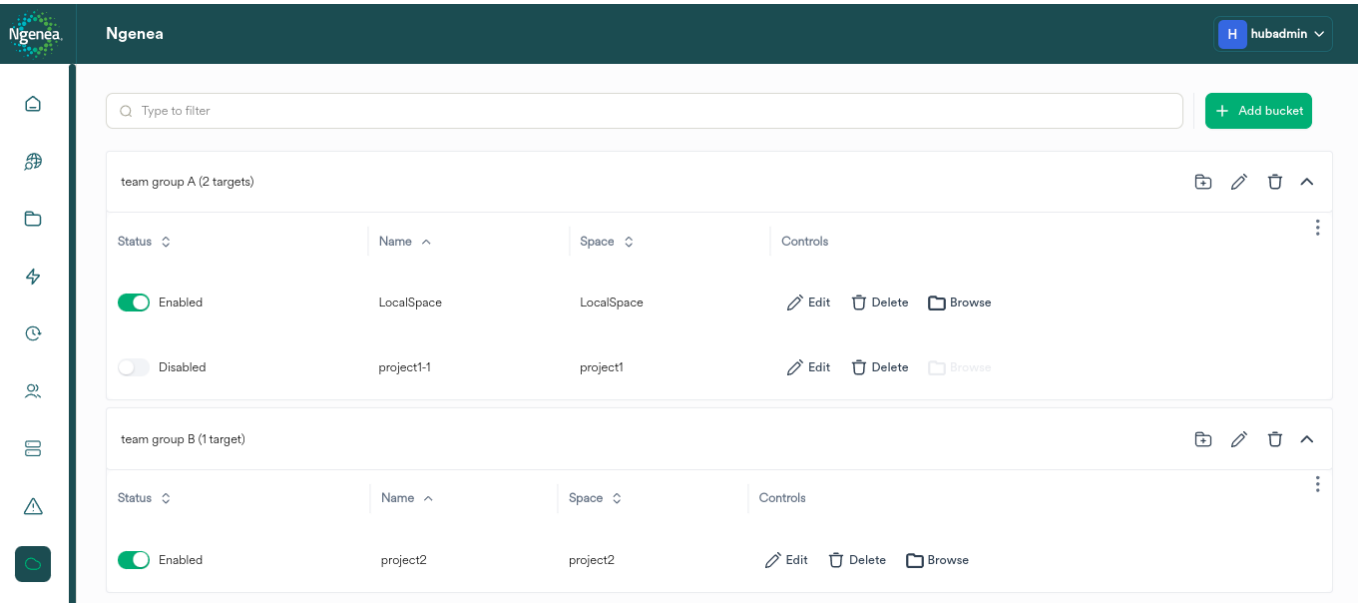 Ngenea.
Ngenea
H hubadmin
Type to filter
Add bucket
team group A (2 targets)
Status Name Space Controls
Enabled LocalSpace LocalSpace Edit Delete Browse
Disabled project1-1 project1 Edit Delete Browse
team group B (1 target)
Status Name Space Controls
Enabled project2 project2 Edit Delete Browse